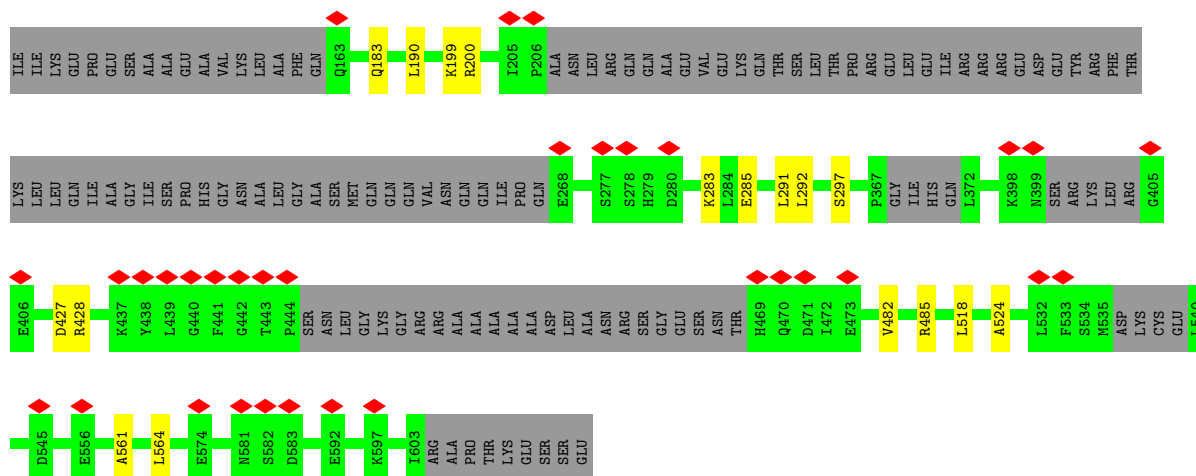 ILE ILE LYS GLU PRO GLU SER ALA ALA GLU ALA VAL LYS LEU ALA PHE GLN Q163 Q183 L190 K199 R200 I205 P206 ALA ASN LEU ARG GLN GLN ALA GLU VAL GLU LYS GLN THR SER LEU THR PRO ARG GLU LEU GLU ILE ARG ARG ARG GLU ASP GLU TYR ARG PHE THR
LYS LEU LEU GLN ILE ALA GLY ILE SER PRO HIS GLY ASN ALA LEU GLY ALA SER MET GLN GLN GLN VAL ASN GLN GLN ILE PRO GLN E268 S277 S278 H279 D280 K283 L284 E285 L291 L292 S297 P367 GLY ILE HIS GLN L372 K398 N399 SER ARG LYS LEU ARG G405
E406 D427 R428 K437 Y438 L439 G440 F441 G442 T443 P444 SER ASN LEU GLY LYS GLY ARG ARG ALA ALA ALA ALA ALA ASP LEU ALA ASN ARG SER GLY GLU SER ASN THR H469 Q470 D471 I472 E473 V482 R485 L518 A524 L532 F533 S534 M535 ASP LYS CYS GLU L540
D545 E556 A561 L564 E574 N581 S582 D583 E592 K597 I603 ARG ALA PRO THR LYS GLU SER SER GLU